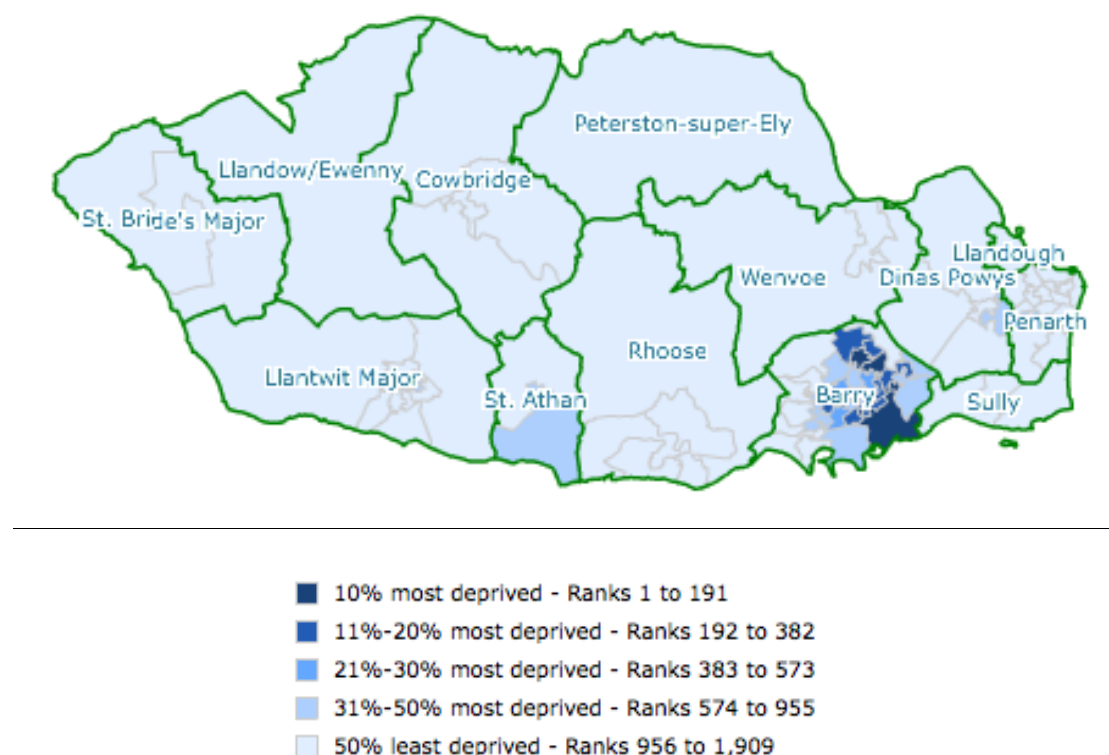 Peterston-super-Ely
Llandow/Ewenny
Cowbridge
St. Bride's Major
Llandough
Wenvoe
Dinas Powys
Penarth
Rhoose
Llantwit Major
St. Athan
Barry
Sully
10% most deprived - Ranks 1 to 191
11%-20% most deprived - Ranks 192 to 382
21%-30% most deprived - Ranks 383 to 573
31%-50% most deprived - Ranks 574 to 955
50% least deprived - Ranks 956 to 1,909